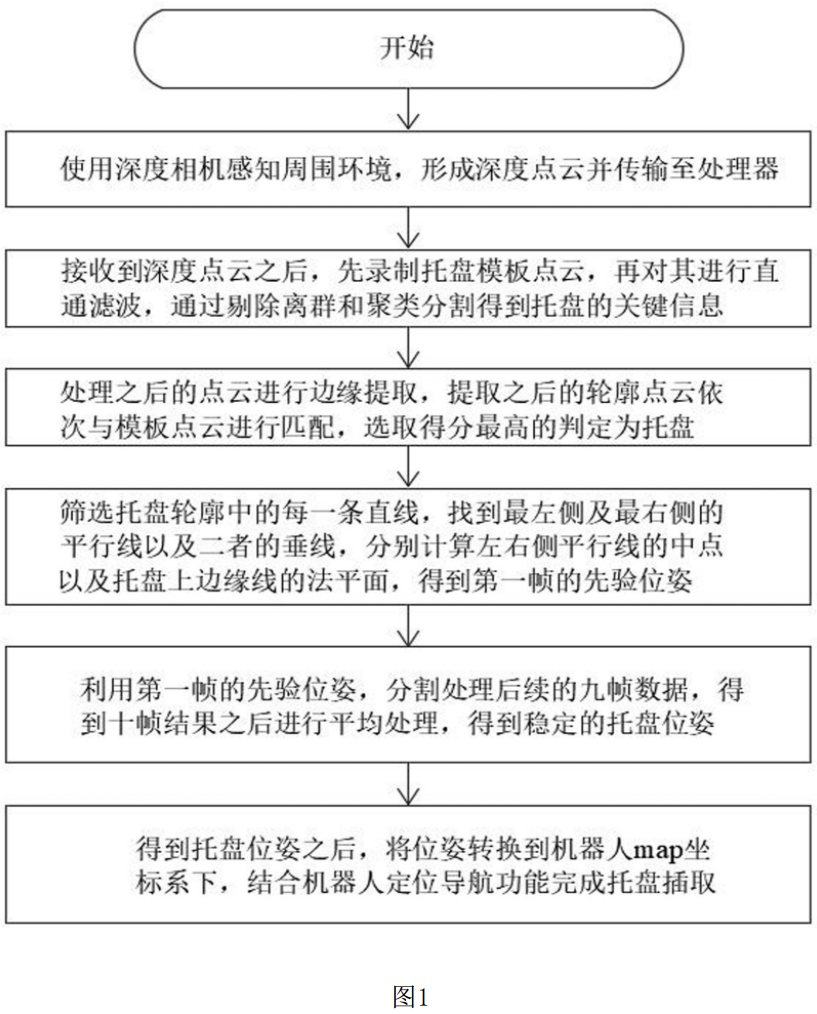 开始
使用深度相机感知周围环境，形成深度点云并传输至处理器
接收到深度点云之后，先录制托盘模板点云，再对其进行直
通滤波，通过剔除离群和聚类分割得到托盘的关键信息
处理之后的点云进行边缘提取，提取之后的轮廓点云依
次与模板点云进行匹配，选取得分最高的判定为托盘
筛选托盘轮廓中的每一条直线，找到最左侧及最右侧的
平行线以及二者的垂线，分别计算左右侧平行线的中点
以及托盘上边缘线的法平面，得到第一帧的先验位姿
利用第一帧的先验位姿，分割处理后续的九帧数据，得
到十帧结果之后进行平均处理，得到稳定的托盘位姿
得到托盘位姿之后，将位姿转换到机器人map坐
标系下，结合机器人定位导航功能完成托盘插取
图1